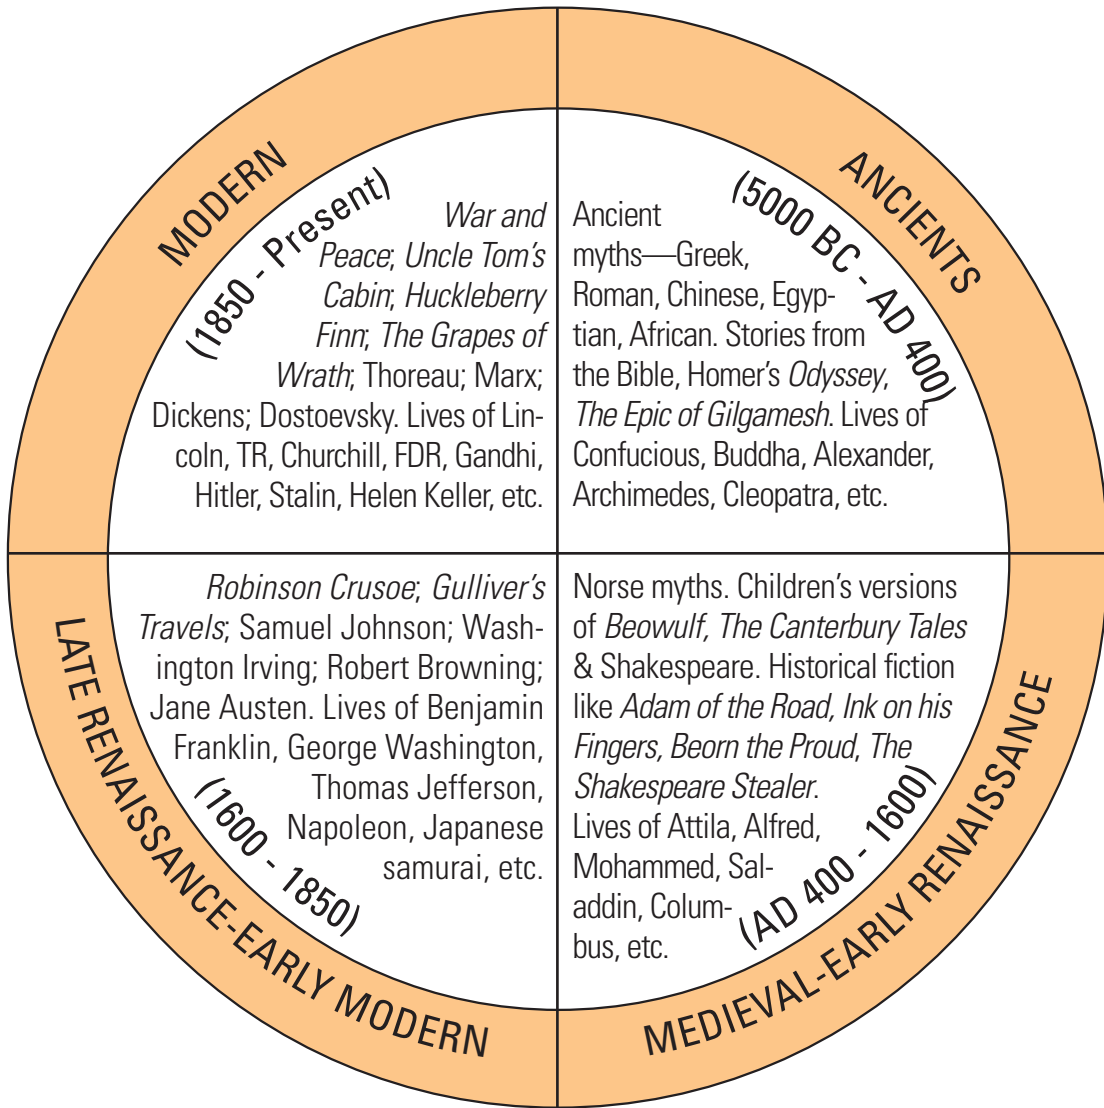 MODERN
(1850 - Present)
War and
Peace; Uncle Tom's
Cabin; Huckleberry
Finn; The Grapes of
Wrath; Thoreau; Marx;
Dickens; Dostoevsky. Lives of Lin-
coln, TR, Churchill, FDR, Gandhi,
Hitler, Stalin, Helen Keller, etc.
ANCIENTS
(5000 BC - AD 400)
Ancient
myths—Greek,
Roman, Chinese, Egyp-
tian, African. Stories from
the Bible, Homer's Odyssey,
The Epic of Gilgamesh. Lives of
Confucious, Buddha, Alexander,
Archimedes, Cleopatra, etc.
LATE RENAISSANCE-EARLY MODERN
(1600 - 1850)
Robinson Crusoe; Gulliver's
Travels; Samuel Johnson; Wash-
ington Irving; Robert Browning;
Jane Austen. Lives of Benjamin
Franklin, George Washington,
Thomas Jefferson,
Napoleon, Japanese
samurai, etc.
MEDIEVAL-EARLY RENAISSANCE
(AD 400 - 1600)
Norse myths. Children's versions
of Beowulf, The Canterbury Tales
& Shakespeare. Historical fiction
like Adam of the Road, Ink on his
Fingers, Beorn the Proud, The
Shakespeare Stealer.
Lives of Attila, Alfred,
Mohammed, Sal-
addin, Colum-
bus, etc.